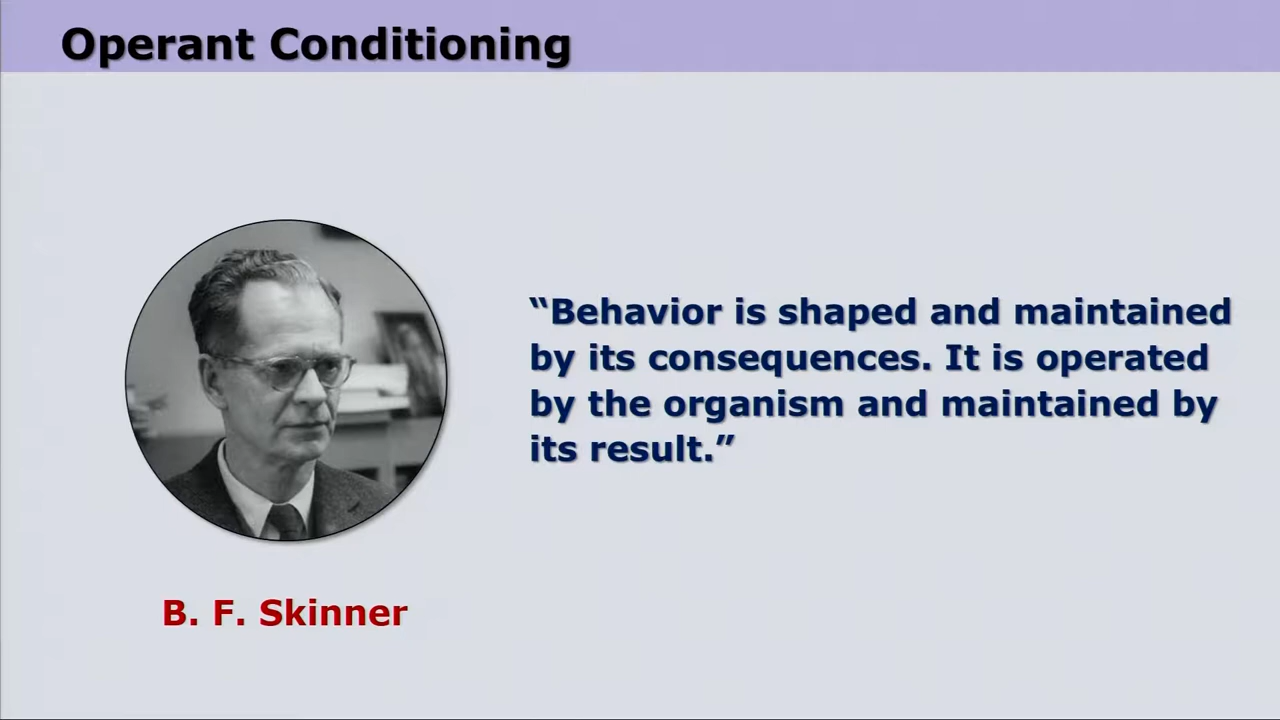 Operant Conditioning
“Behavior is shaped and maintained
by its consequences. It is operated
by the organism and maintained by
its result.”
B. F. Skinner